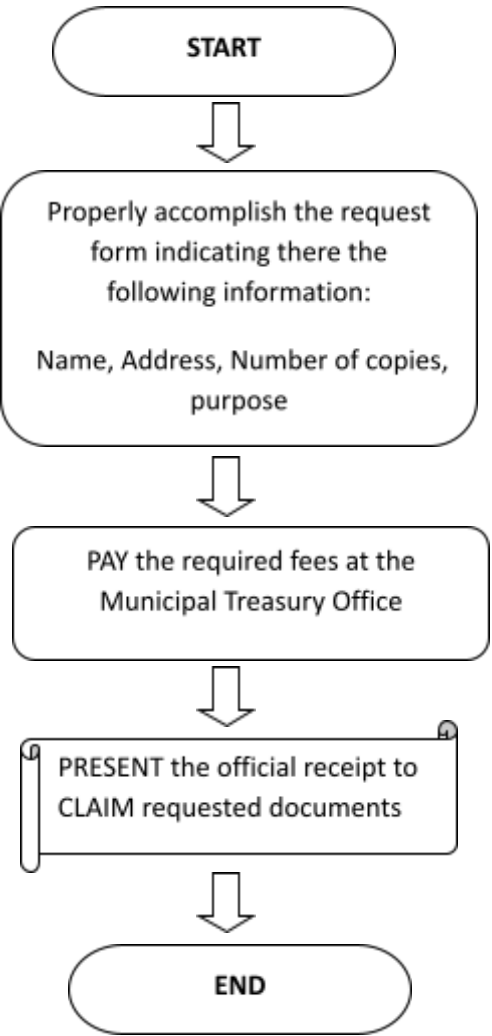 START
Properly accomplish the request
form indicating there the
following information:
Name, Address, Number of copies,
purpose
PAY the required fees at the
Municipal Treasury Office
PRESENT the official receipt to
CLAIM requested documents
END